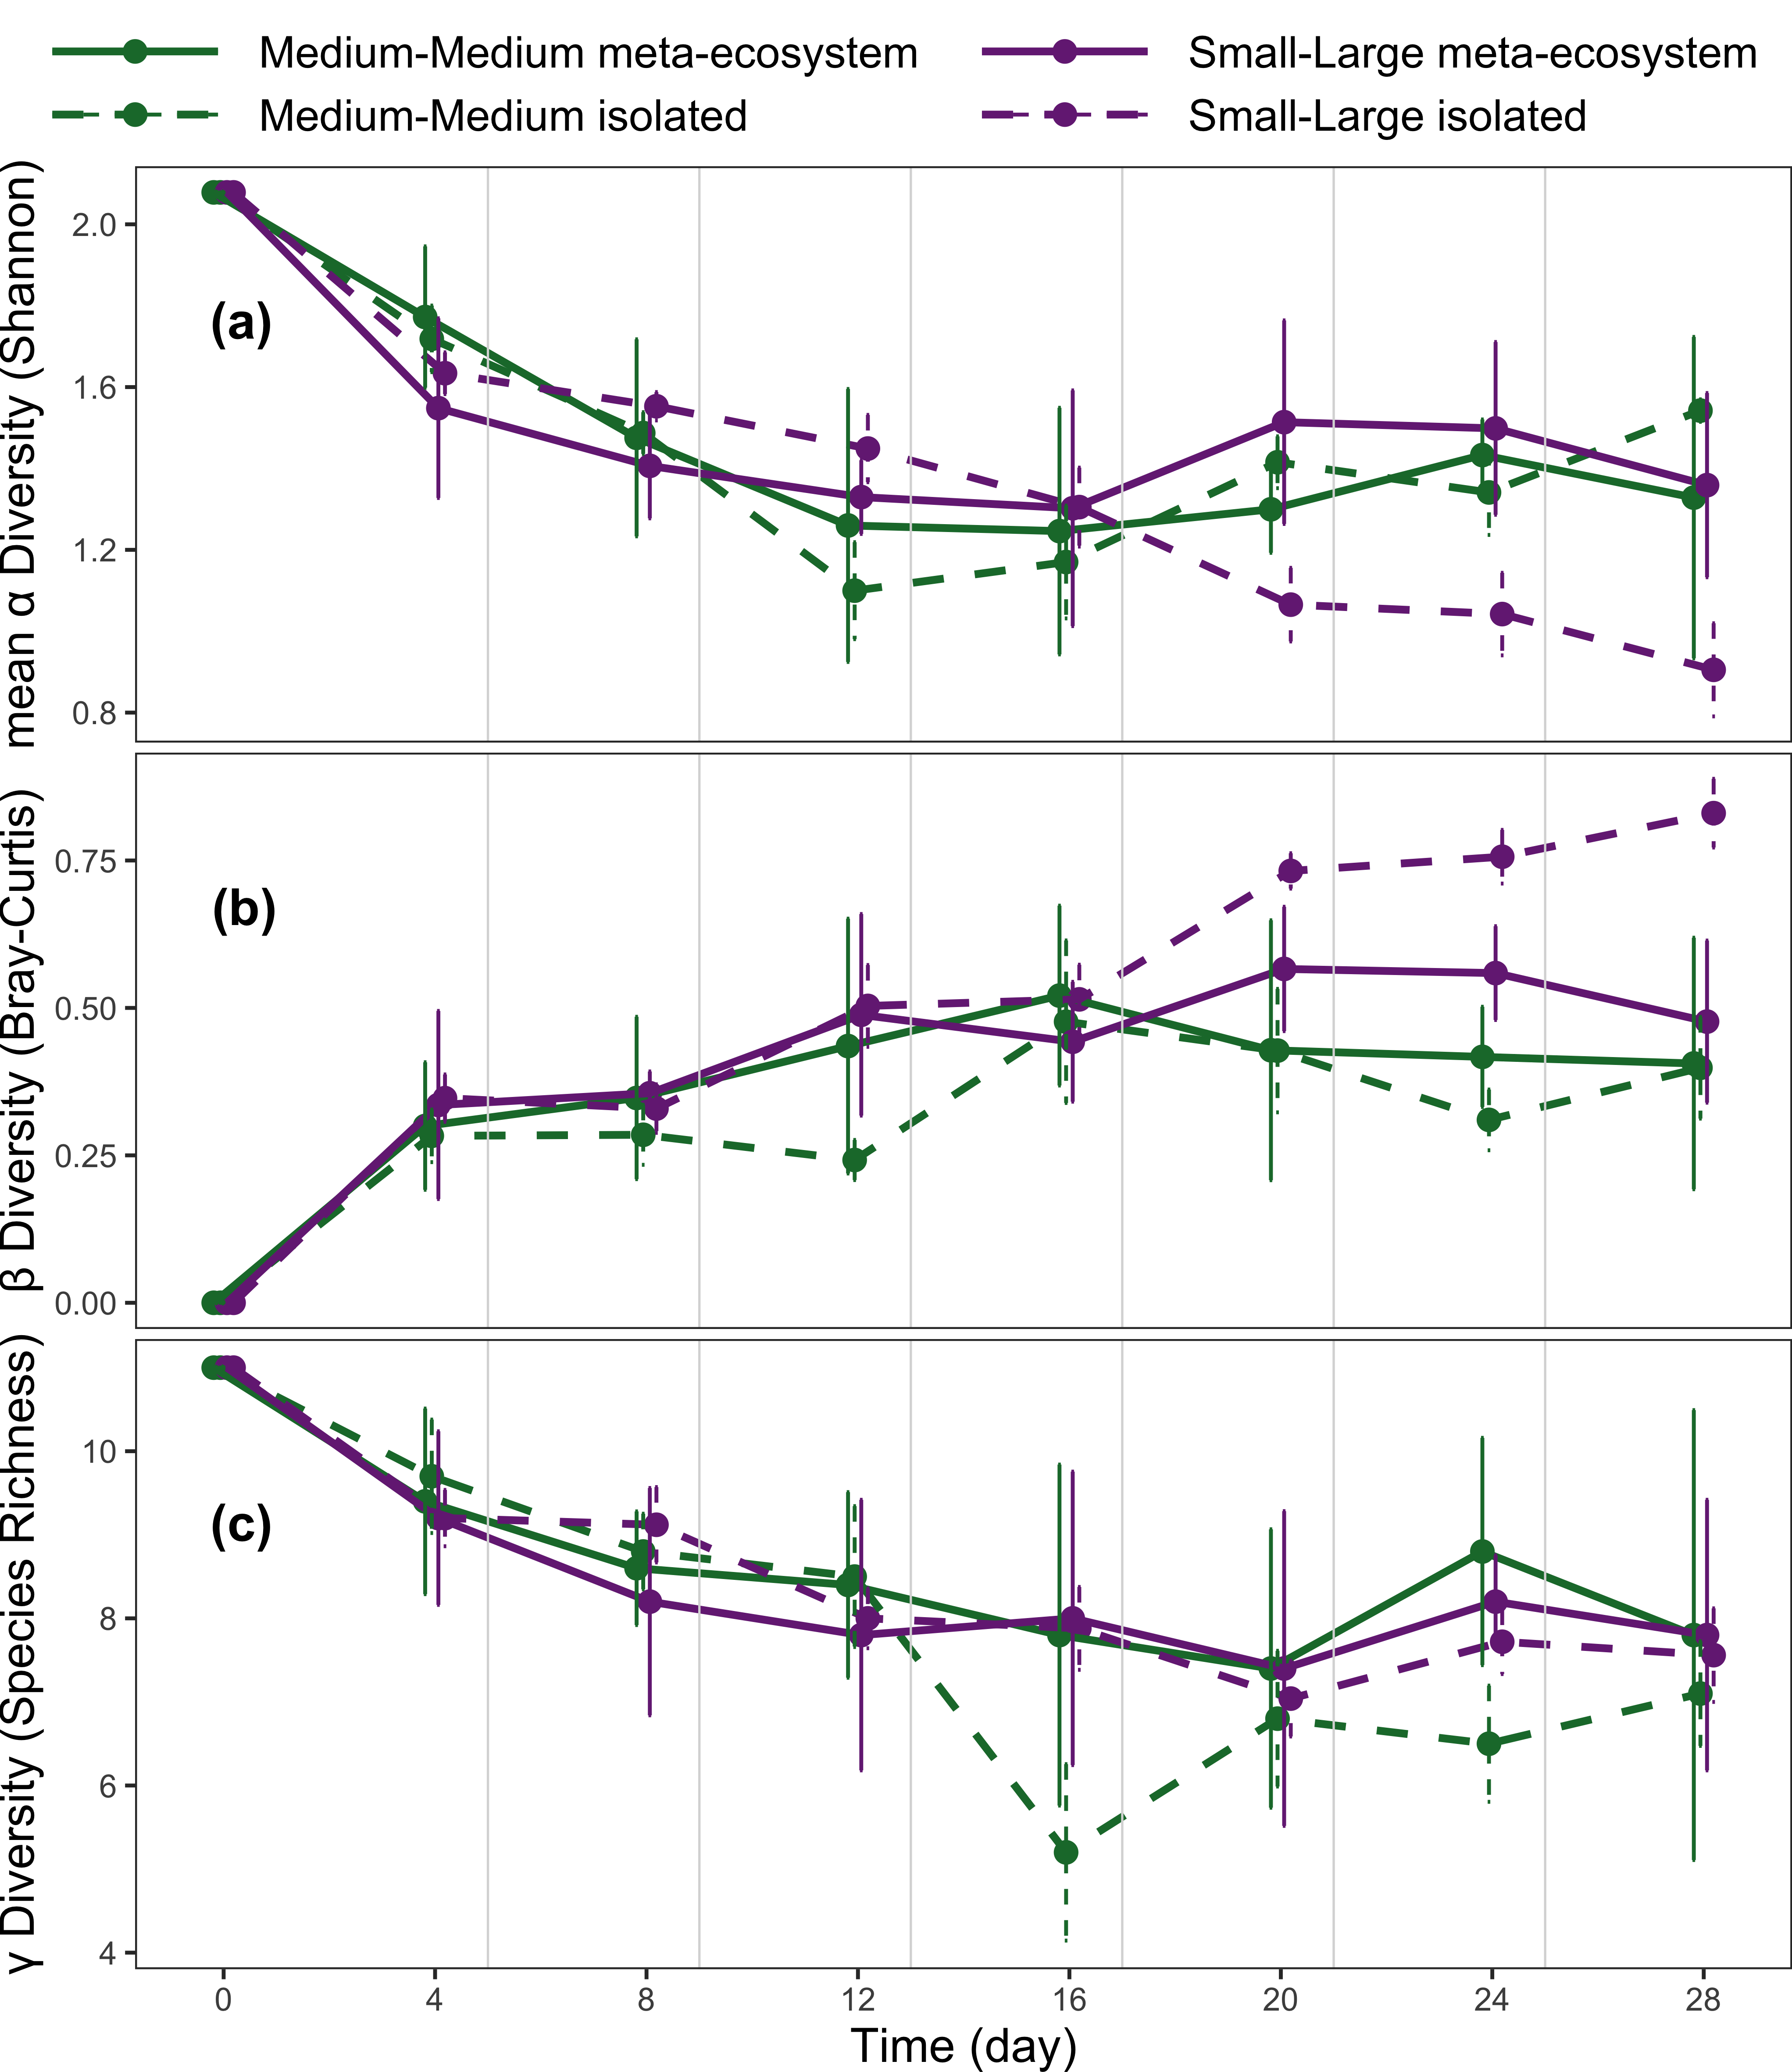 Medium-Medium meta-ecosystem
Small-Large meta-ecosystem
Medium-Medium isolated
Small-Large isolated
mean α Diversity (Shannon)
2.0
1.6
1.2
0.8
(a)
β Diversity (Bray-Curtis)
0.75
0.50
0.25
0.00
(b)
γ Diversity (Species Richness)
10
8
6
4
(c)
0 4 8 12 16 20 24 28
Time (day)